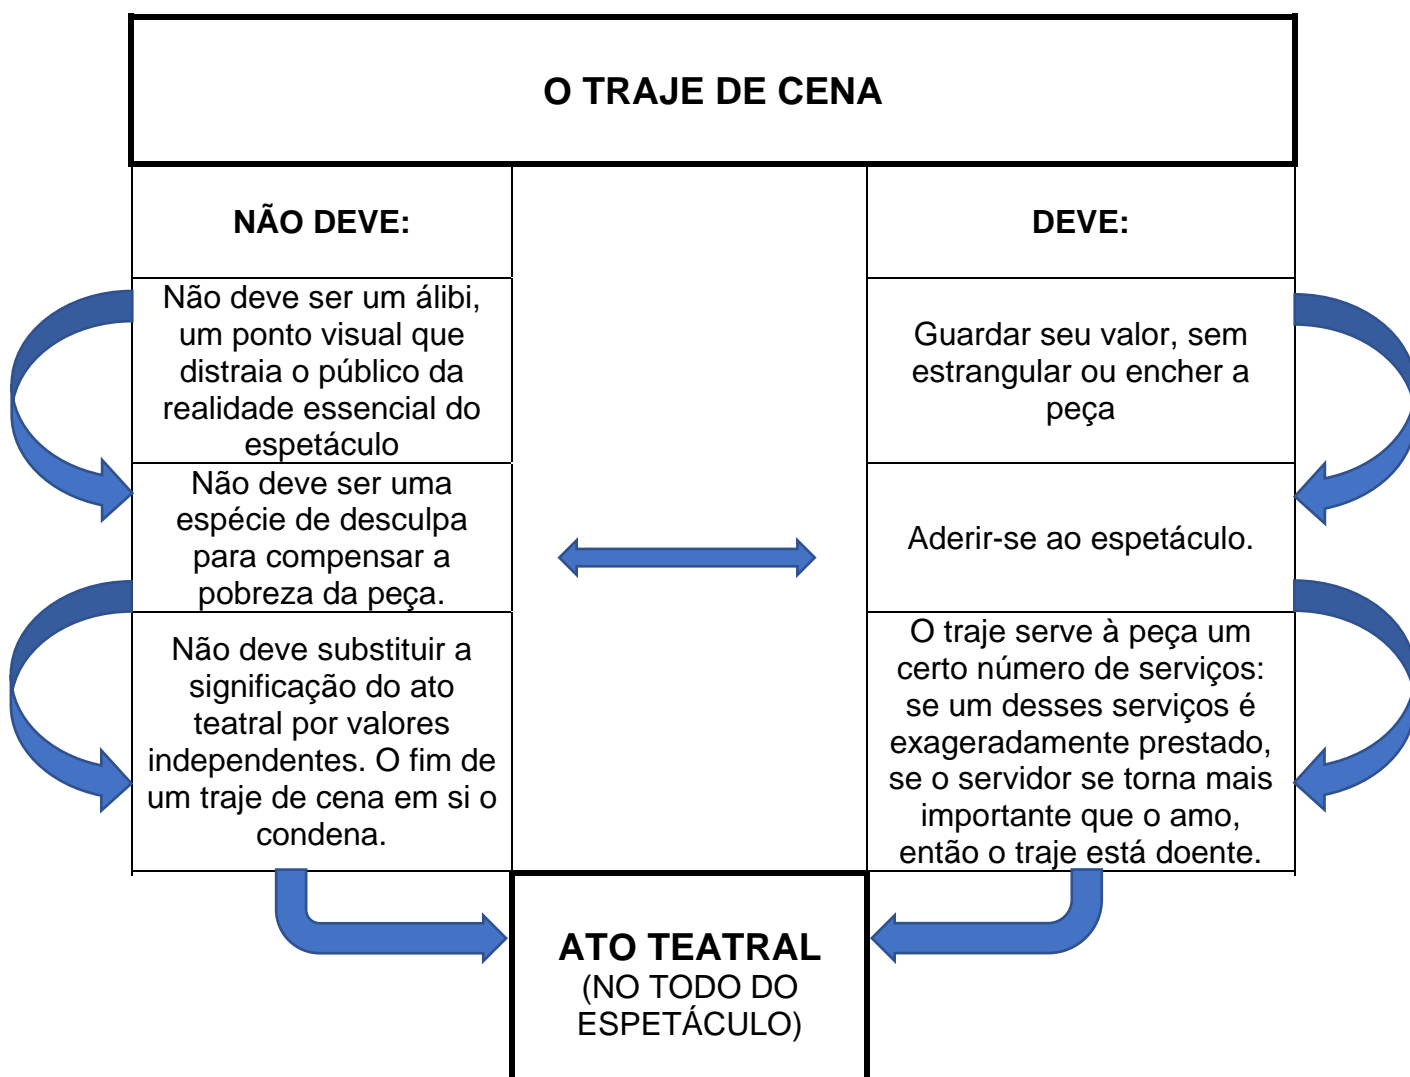 O TRAJE DE CENA
NÃO DEVE:
Não deve ser um álibi,
um ponto visual que
distraia o público da
realidade essencial do
espetáculo
Não deve ser uma
espécie de desculpa
para compensar a
pobreza da peça.
Não deve substituir a
significação do ato
teatral por valores
independentes. O fim de
um traje de cena em si o
condena.
DEVE:
Guardar seu valor, sem
estrangular ou encher a
peça
Aderir-se ao espetáculo.
O traje serve à peça um
certo número de serviços:
se um desses serviços é
exageradamente prestado,
se o servidor se torna mais
importante que o amo,
então o traje está doente.
ATO TEATRAL
(NO TODO DO
ESPETÁCULO)